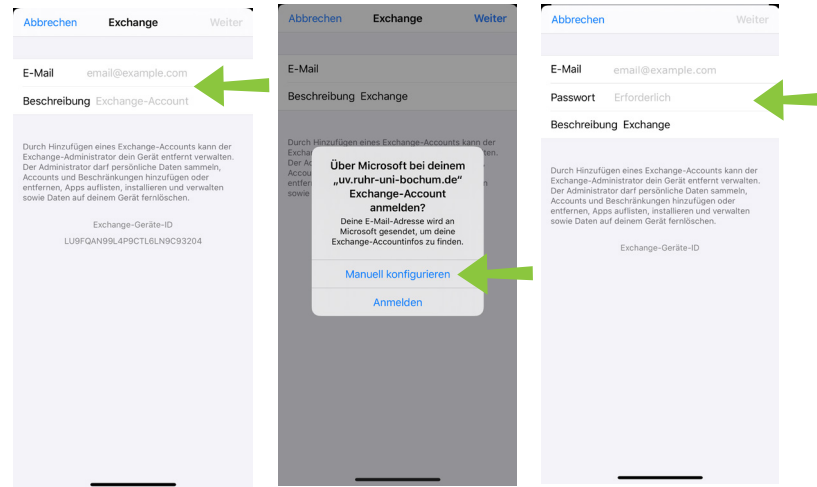 Abbrechen Exchange Weiter
E-Mail email@example.com
Beschreibung Exchange-Account
Durch Hinzufügen eines Exchange-Accounts kann der
Exchange-Administrator dein Gerät entfernt verwalten.
Der Administrator darf persönliche Daten sammeln,
Accounts und Beschränkungen hinzufügen oder
entfernen, Apps auflisten, installieren und verwalten
sowie Daten auf deinem Gerät fernlöschen.
Exchange-Geräte-ID
LU9FQAN99L4P9CTL6LN9C93204
Abbrechen Exchange Weiter
E-Mail
Beschreibung Exchange
Durch Hinzufügen eines Exchange-Accounts kann der
Über Microsoft bei deinem
„uv.ruhr-uni-bochum.de“
Exchange-Account
anmelden?
Deine E-Mail-Adresse wird an
Microsoft gesendet, um deine
Exchange-Accountinfos zu finden.
Manuell konfigurieren
Anmelden
Abbrechen Weiter
E-Mail email@example.com
Passwort Erforderlich
Beschreibung Exchange
Durch Hinzufügen eines Exchange-Accounts kann der
Exchange-Administrator dein Gerät entfernt verwalten.
Der Administrator darf persönliche Daten sammeln,
Accounts und Beschränkungen hinzufügen oder
entfernen, Apps auflisten, installieren und verwalten
sowie Daten auf deinem Gerät fernlöschen.
Exchange-Geräte-ID